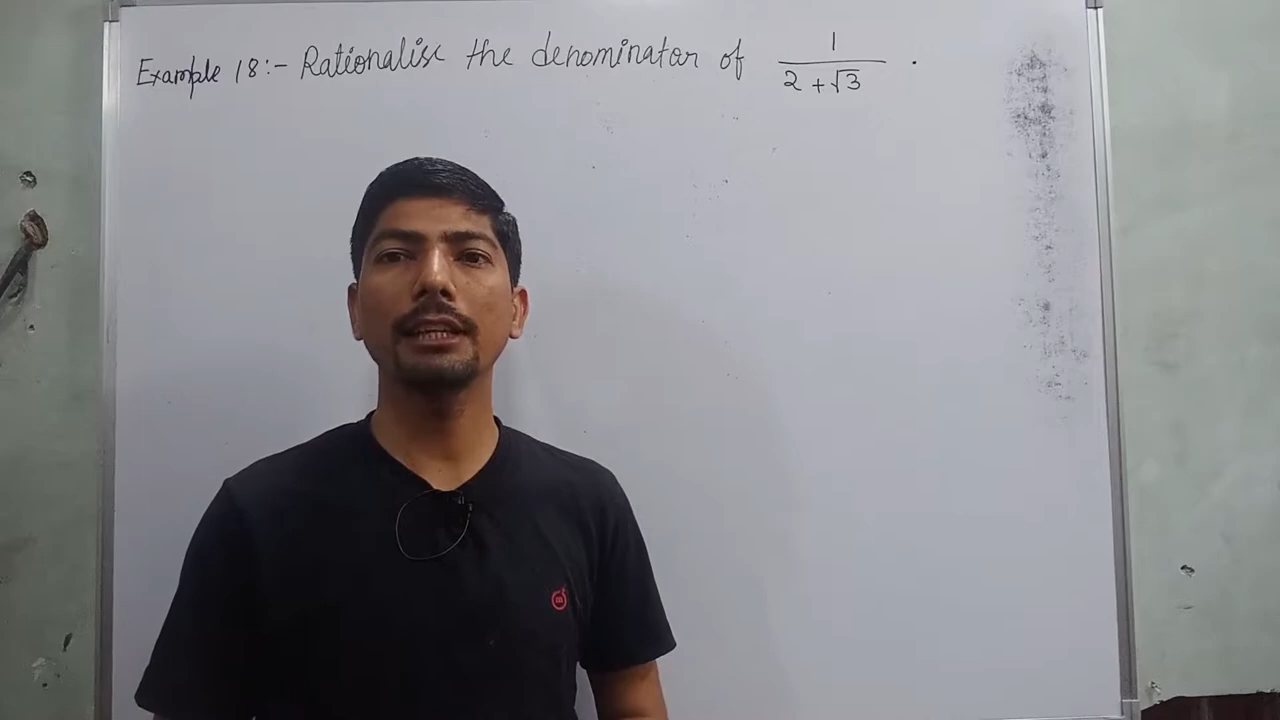 Example 18:- Rationalise the denominator of 1/(2+√3) .